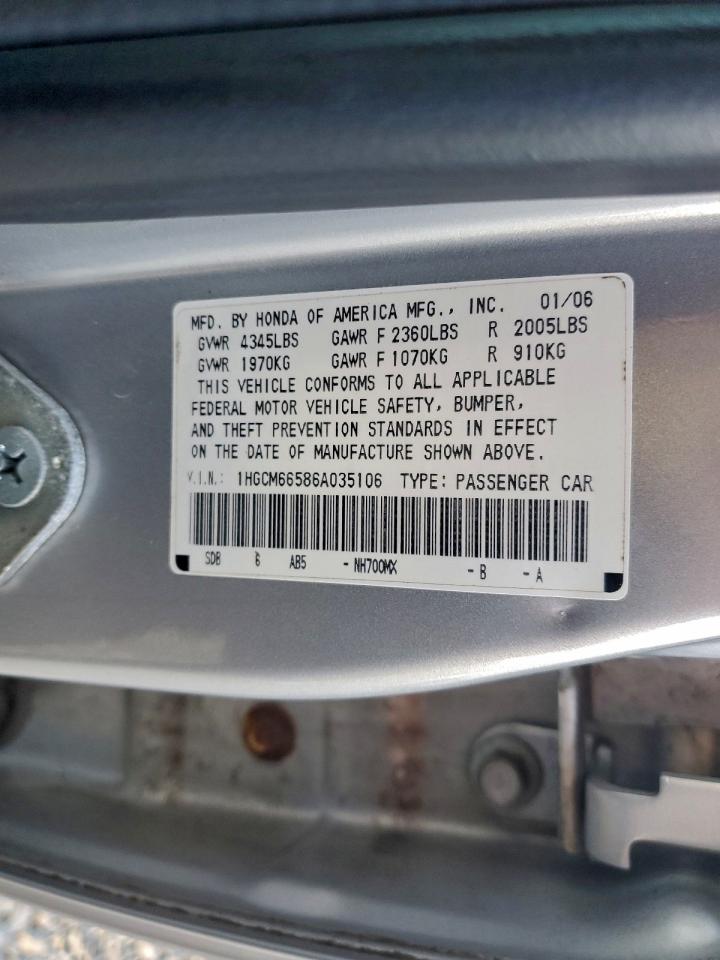 MFD. BY HONDA OF AMERICA MFG., INC. 01/06
GVWR 4345LBS GAWR F 2360LBS R 2005LBS
GVWR 1970KG GAWR F 1070KG R 910KG
THIS VEHICLE CONFORMS TO ALL APPLICABLE
FEDERAL MOTOR VEHICLE SAFETY, BUMPER,
AND THEFT PREVENTION STANDARDS IN EFFECT
ON THE DATE OF MANUFACTURE SHOWN ABOVE.
V.I.N.: 1HGCM66586A035106 TYPE: PASSENGER CAR
SDB 6 AB5 -NH700MX -B -A